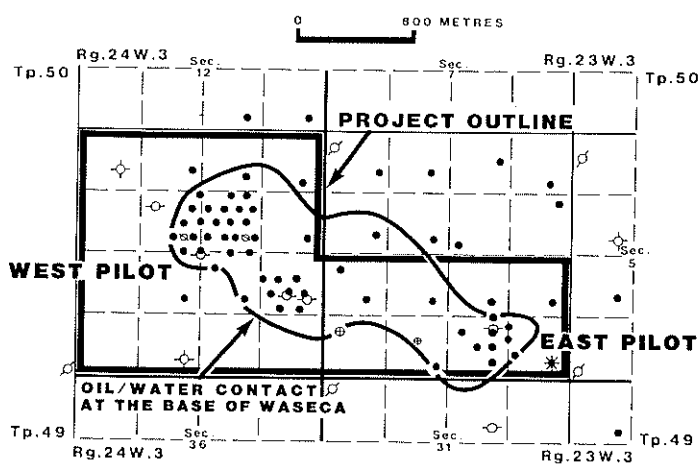 0 800 METRES
Rg.24W.3 Rg.23W.3
Sec. 12 Sec. 7
Tp.50 Tp.50
PROJECT OUTLINE
Sec. 5
WEST PILOT
EAST PILOT
OIL/WATER CONTACT
AT THE BASE OF WASECA
Tp.49 Tp.49
Sec. 36 Sec. 31
Rg.24W.3 Rg.23W.3